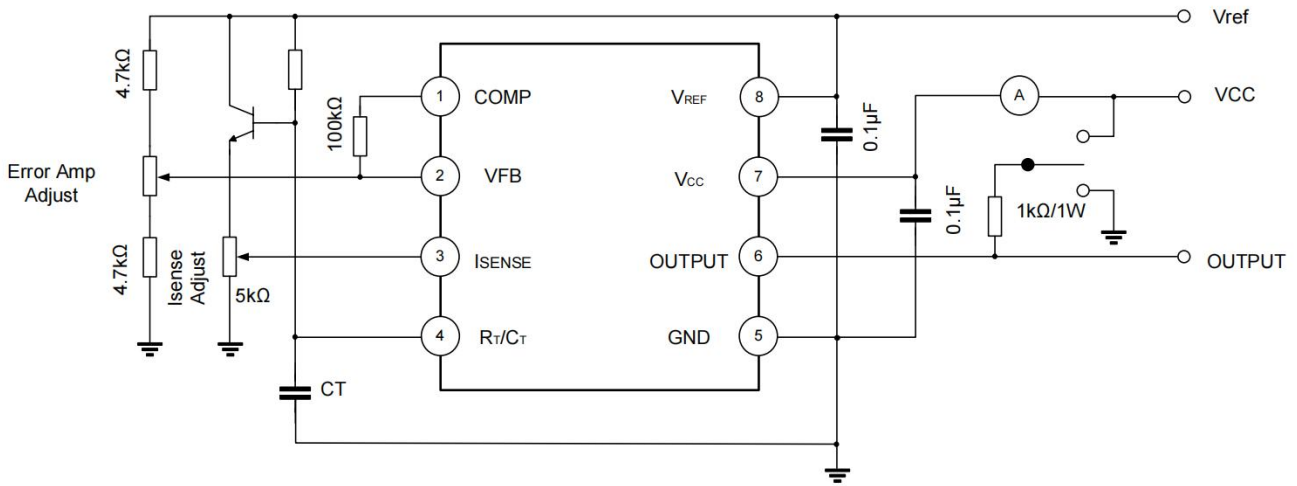 Vref
4.7kΩ
100kΩ
1
COMP
VREF
8
0.1µF
A
VCC
Error Amp
Adjust
2
VFB
VCC
7
0.1µF
1kΩ/1W
4.7kΩ
Isense
Adjust
5kΩ
3
ISENSE
OUTPUT
6
OUTPUT
4
RT/CT
GND
5
CT